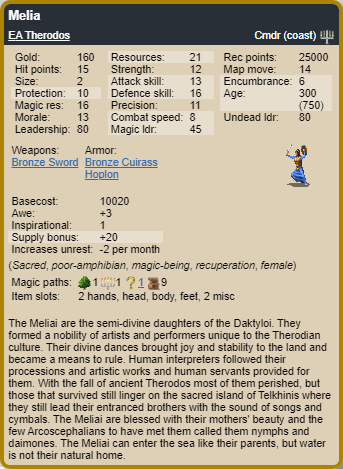 Melia
EA Therodos Cmdr (coast)
Gold: 160 Resources: 21 Rec points: 25000
Hit points: 15 Strength: 12 Map move: 14
Size: 2 Attack skill: 13 Encumbrance: 6
Protection: 10 Defence skill: 16 Age: 300
Magic res: 16 Precision: 11 (750)
Morale: 13 Combat speed: 8 Undead ldr: 80
Leadership: 80 Magic ldr: 45
Weapons: Armor:
Bronze Sword Bronze Cuirass
Hoplon
Basecost: 10020
Awe: +3
Inspirational: 1
Supply bonus: +20
Increases unrest: -2 per month
(Sacred, poor-amphibian, magic-being, recuperation, female)
Magic paths: 1 1 ? 1 9
Item slots: 2 hands, head, body, feet, 2 misc
The Meliai are the semi-divine daughters of the Daktyloi. They
formed a nobility of artists and performers unique to the Therodian
culture. Their divine dances brought joy and stability to the land and
became a means to rule. Human interpreters followed their
processions and artistic works and human servants provided for
them. With the fall of ancient Therodos most of them perished, but
those that survived still linger on the sacred island of Telkhinis where
they still lead their entranced brothers with the sound of songs and
cymbals. The Meliai are blessed with their mothers' beauty and the
few Arcoscephalians to have met them called them nymphs and
daimones. The Meliai can enter the sea like their parents, but water
is not their natural home.